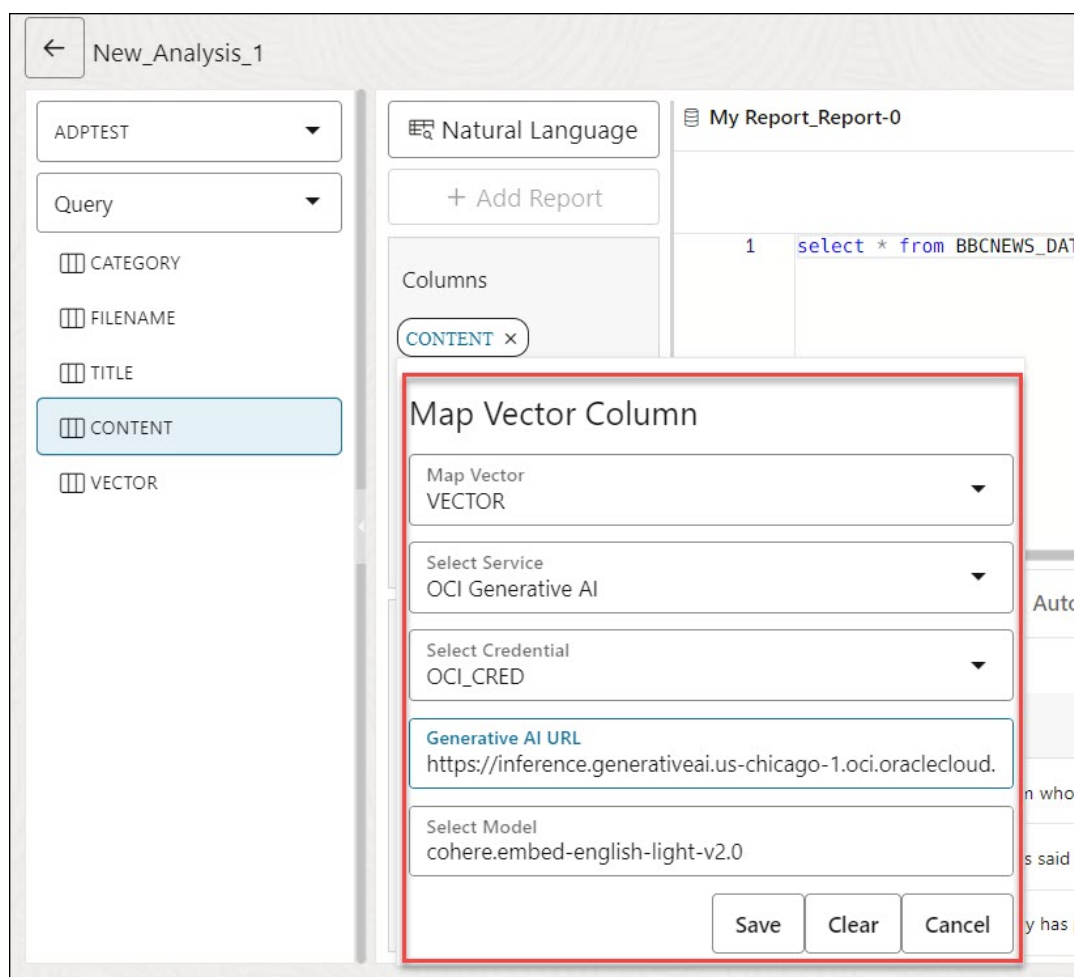 New_Analysis_1
ADPTEST
Query
CATEGORY
FILENAME
TITLE
CONTENT
VECTOR
Natural Language
+ Add Report
Columns
CONTENT ×
My Report_Report-0
1 select * from BBCNEWS_DAT
Map Vector Column
Map Vector
VECTOR
Select Service
OCI Generative AI
Select Credential
OCI_CRED
Generative AI URL
https://inference.generativeai.us-chicago-1.oci.oraclecloud.
Select Model
cohere.embed-english-light-v2.0
Save Clear Cancel
Auto
who
s said
y has